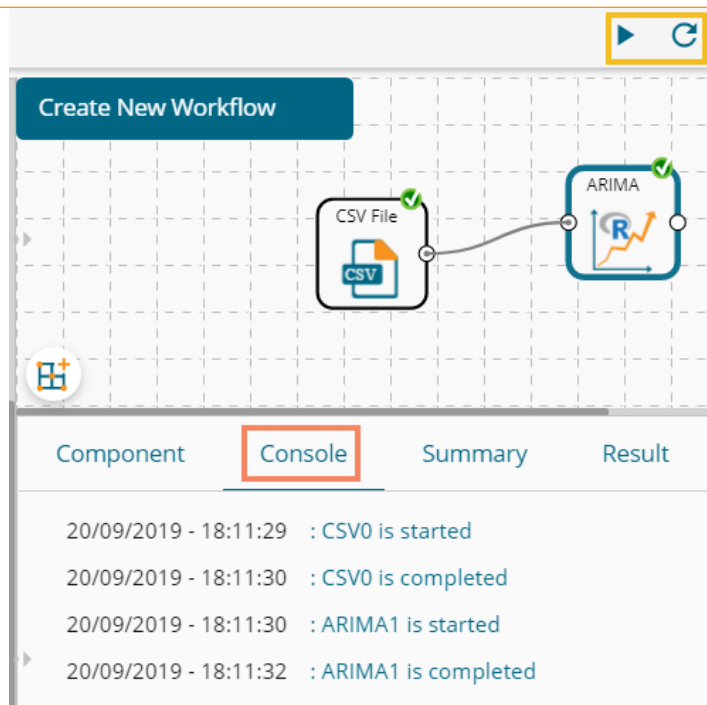 Create New Workflow
ARIMA
R
CSV File
CSV
Component Console Summary Result
20/09/2019 - 18:11:29 : CSV0 is started
20/09/2019 - 18:11:30 : CSV0 is completed
20/09/2019 - 18:11:30 : ARIMA1 is started
20/09/2019 - 18:11:32 : ARIMA1 is completed